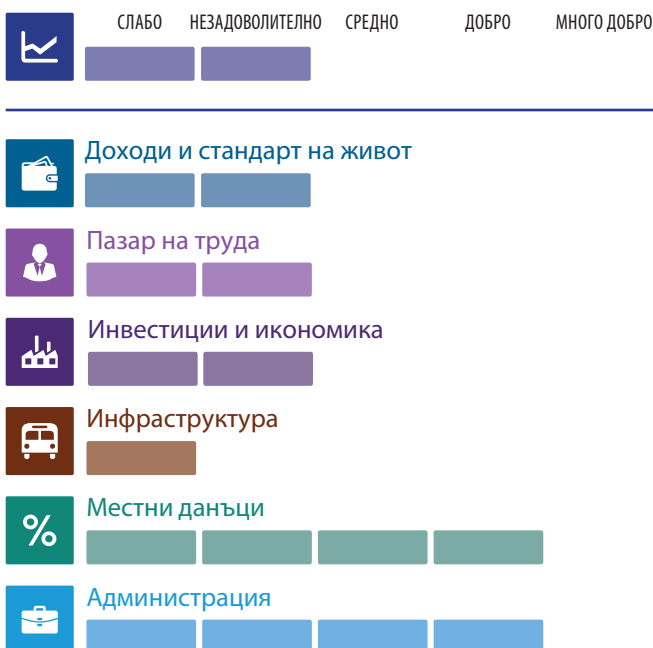 СЛАБО НЕЗАДОВОЛИТЕЛНО СРЕДНО ДОБРО МНОГО ДОБРО
Доходи и стандарт на живот
Пазар на труда
Инвестиции и икономика
Инфраструктура
Местни данъци
%
Администрация